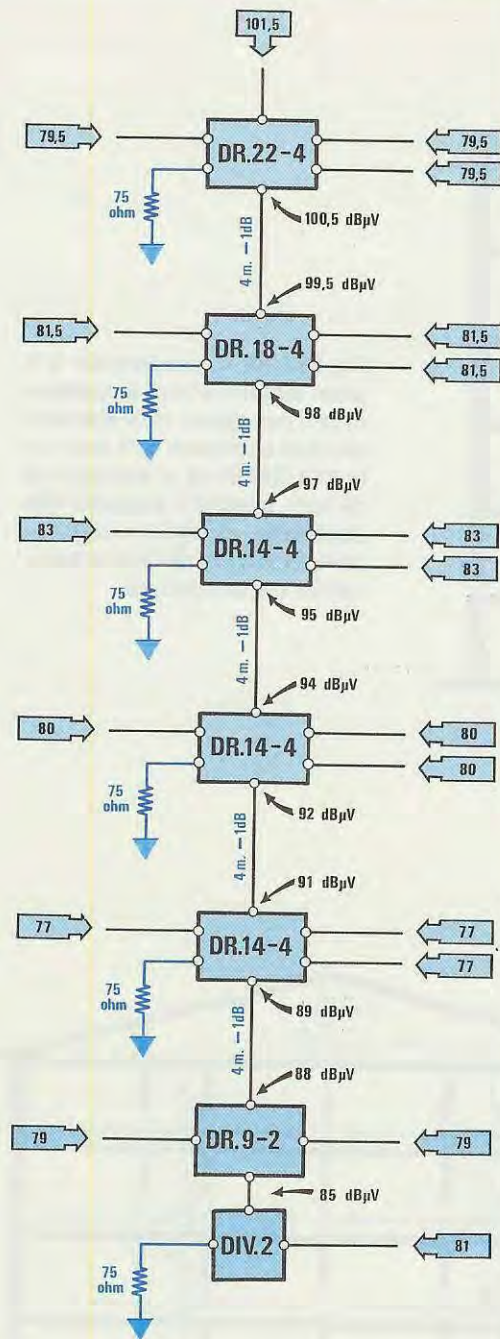 101,5
79,5
DR.22-4
79,5
79,5
75
ohm
100,5 dBµV
4 m. – 1dB
99,5 dBµV
81,5
DR.18-4
81,5
81,5
75
ohm
98 dBµV
4 m. – 1dB
97 dBµV
83
DR.14-4
83
83
75
ohm
95 dBµV
4 m. – 1dB
94 dBµV
80
DR.14-4
80
80
75
ohm
92 dBµV
4 m. – 1dB
91 dBµV
77
DR.14-4
77
77
75
ohm
89 dBµV
4 m. – 1dB
88 dBµV
79
DR.9-2
79
85 dBµV
DIV.2
81
75
ohm